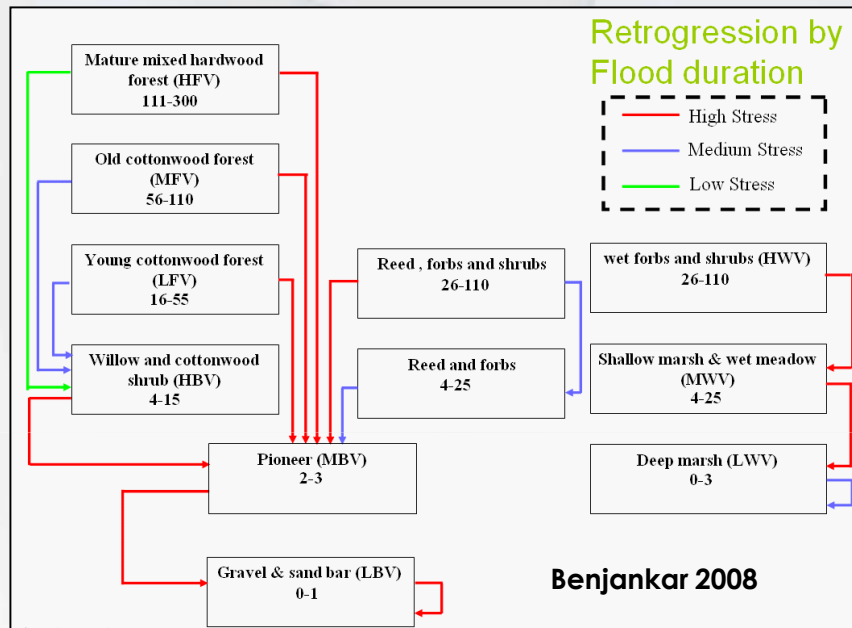 Retrogression by
Flood duration
High Stress
Medium Stress
Low Stress
Mature mixed hardwood
forest (HFV)
111-300
Old cottonwood forest
(MFV)
56-110
Young cottonwood forest
(LFV)
16-55
Willow and cottonwood
shrub (HBV)
4-15
Reed , forbs and shrubs
26-110
Reed and forbs
4-25
wet forbs and shrubs (HWV)
26-110
Shallow marsh & wet meadow
(MWV)
4-25
Pioneer (MBV)
2-3
Deep marsh (LWV)
0-3
Gravel & sand bar (LBV)
0-1
Benjankar 2008